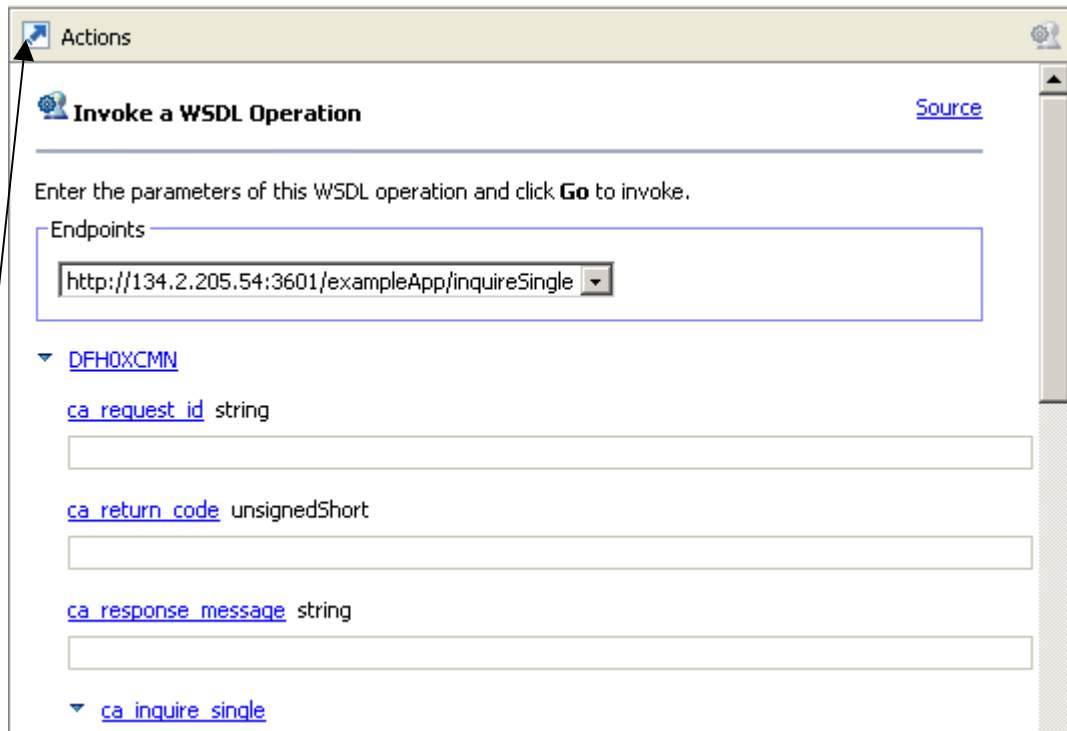 Actions
Invoke a WSDL Operation
Source
Enter the parameters of this WSDL operation and click Go to invoke.
Endpoints
http://134.2.205.54:3601/exampleApp/inquireSingle
DFH0XCMN
ca_request_id string
ca_return_code unsignedShort
ca_response_message string
ca_inquire_single